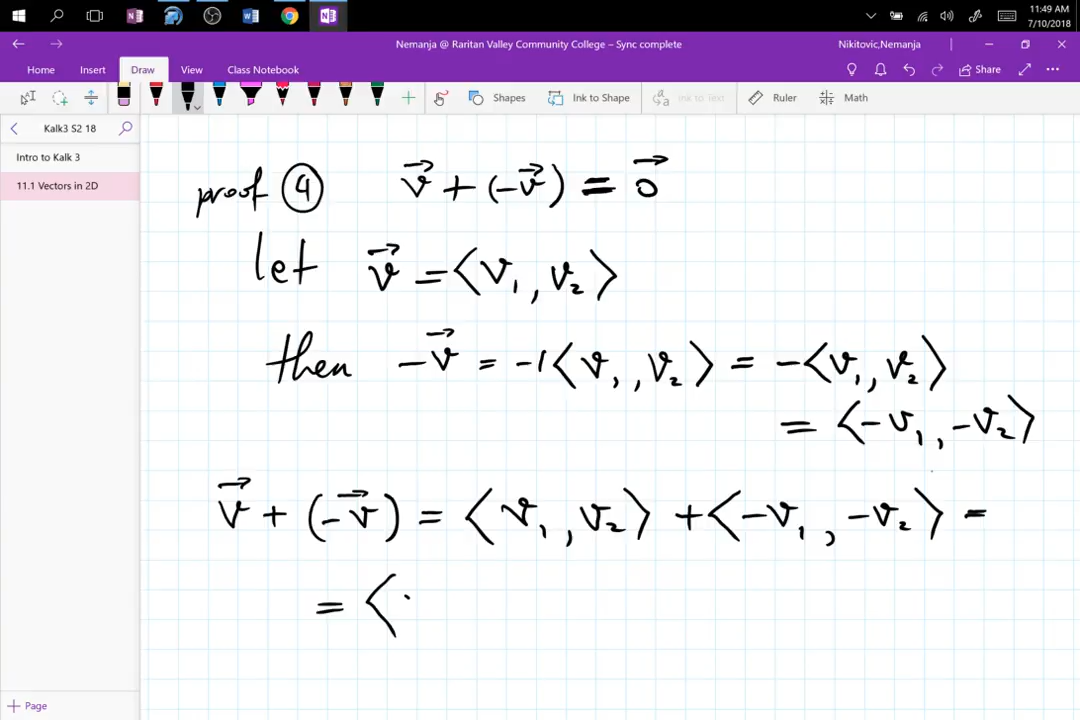 11:49 AM
7/10/2018
Nemanja @ Raritan Valley Community College – Sync complete
Nikitovic,Nemanja
Home Insert Draw View Class Notebook
Share
Shapes Ink to Shape Ink to Text Ruler Math
Kalk3 S2 18
Intro to Kalk 3
11.1 Vectors in 2D
proof ④ v⃗ + (-v⃗) = 0⃗
let v⃗ = ⟨v₁, v₂⟩
then -v⃗ = -1⟨v₁, v₂⟩ = -⟨v₁, v₂⟩
= ⟨-v₁, -v₂⟩
v⃗ + (-v⃗) = ⟨v₁, v₂⟩ + ⟨-v₁, -v₂⟩ =
= ⟨
+ Page